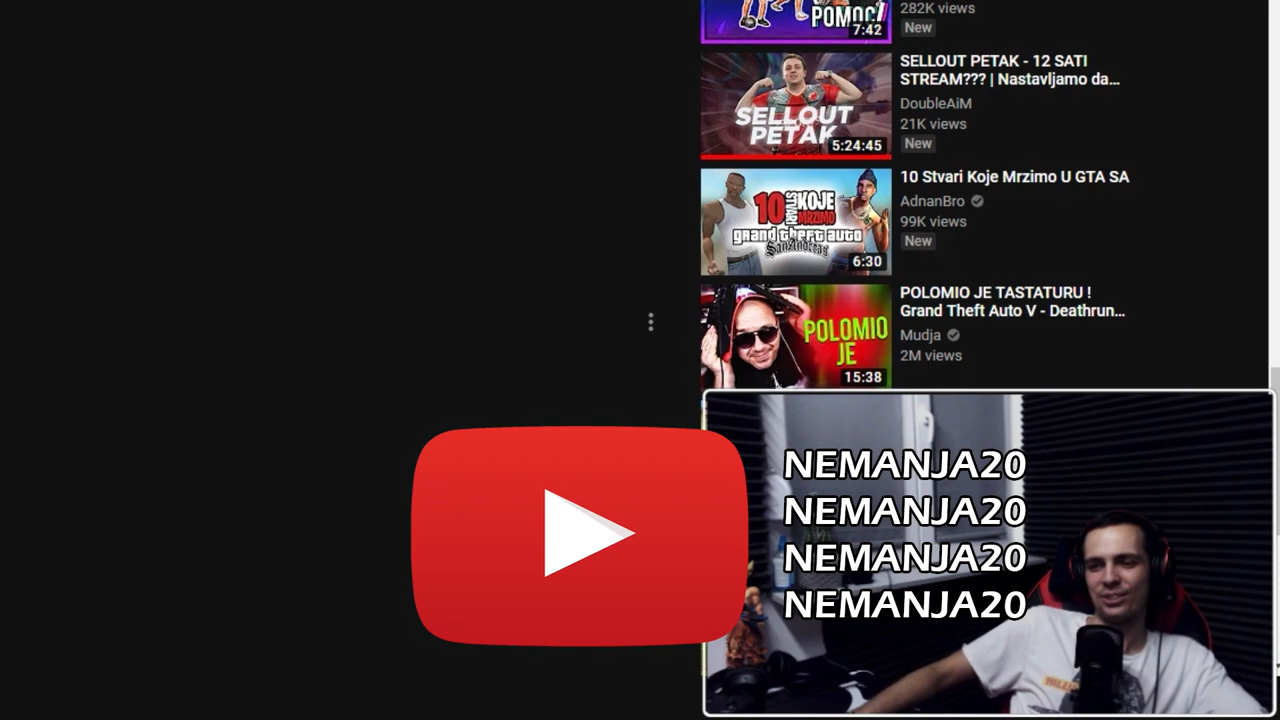 POMOĆ
7:42
282K views
New
SELLOUT
PETAK
5:24:45
SELLOUT PETAK - 12 SATI
STREAM??? | Nastavljamo da...
DoubleAiM
21K views
New
10 STVARI KOJE
MRZIMO
grand theft auto
San Andreas
6:30
10 Stvari Koje Mrzimo U GTA SA
AdnanBro
99K views
New
POLOMIO
JE
15:38
POLOMIO JE TASTATURU !
Grand Theft Auto V - Deathrun...
Mudja
2M views
NEMANJA20
NEMANJA20
NEMANJA20
NEMANJA20